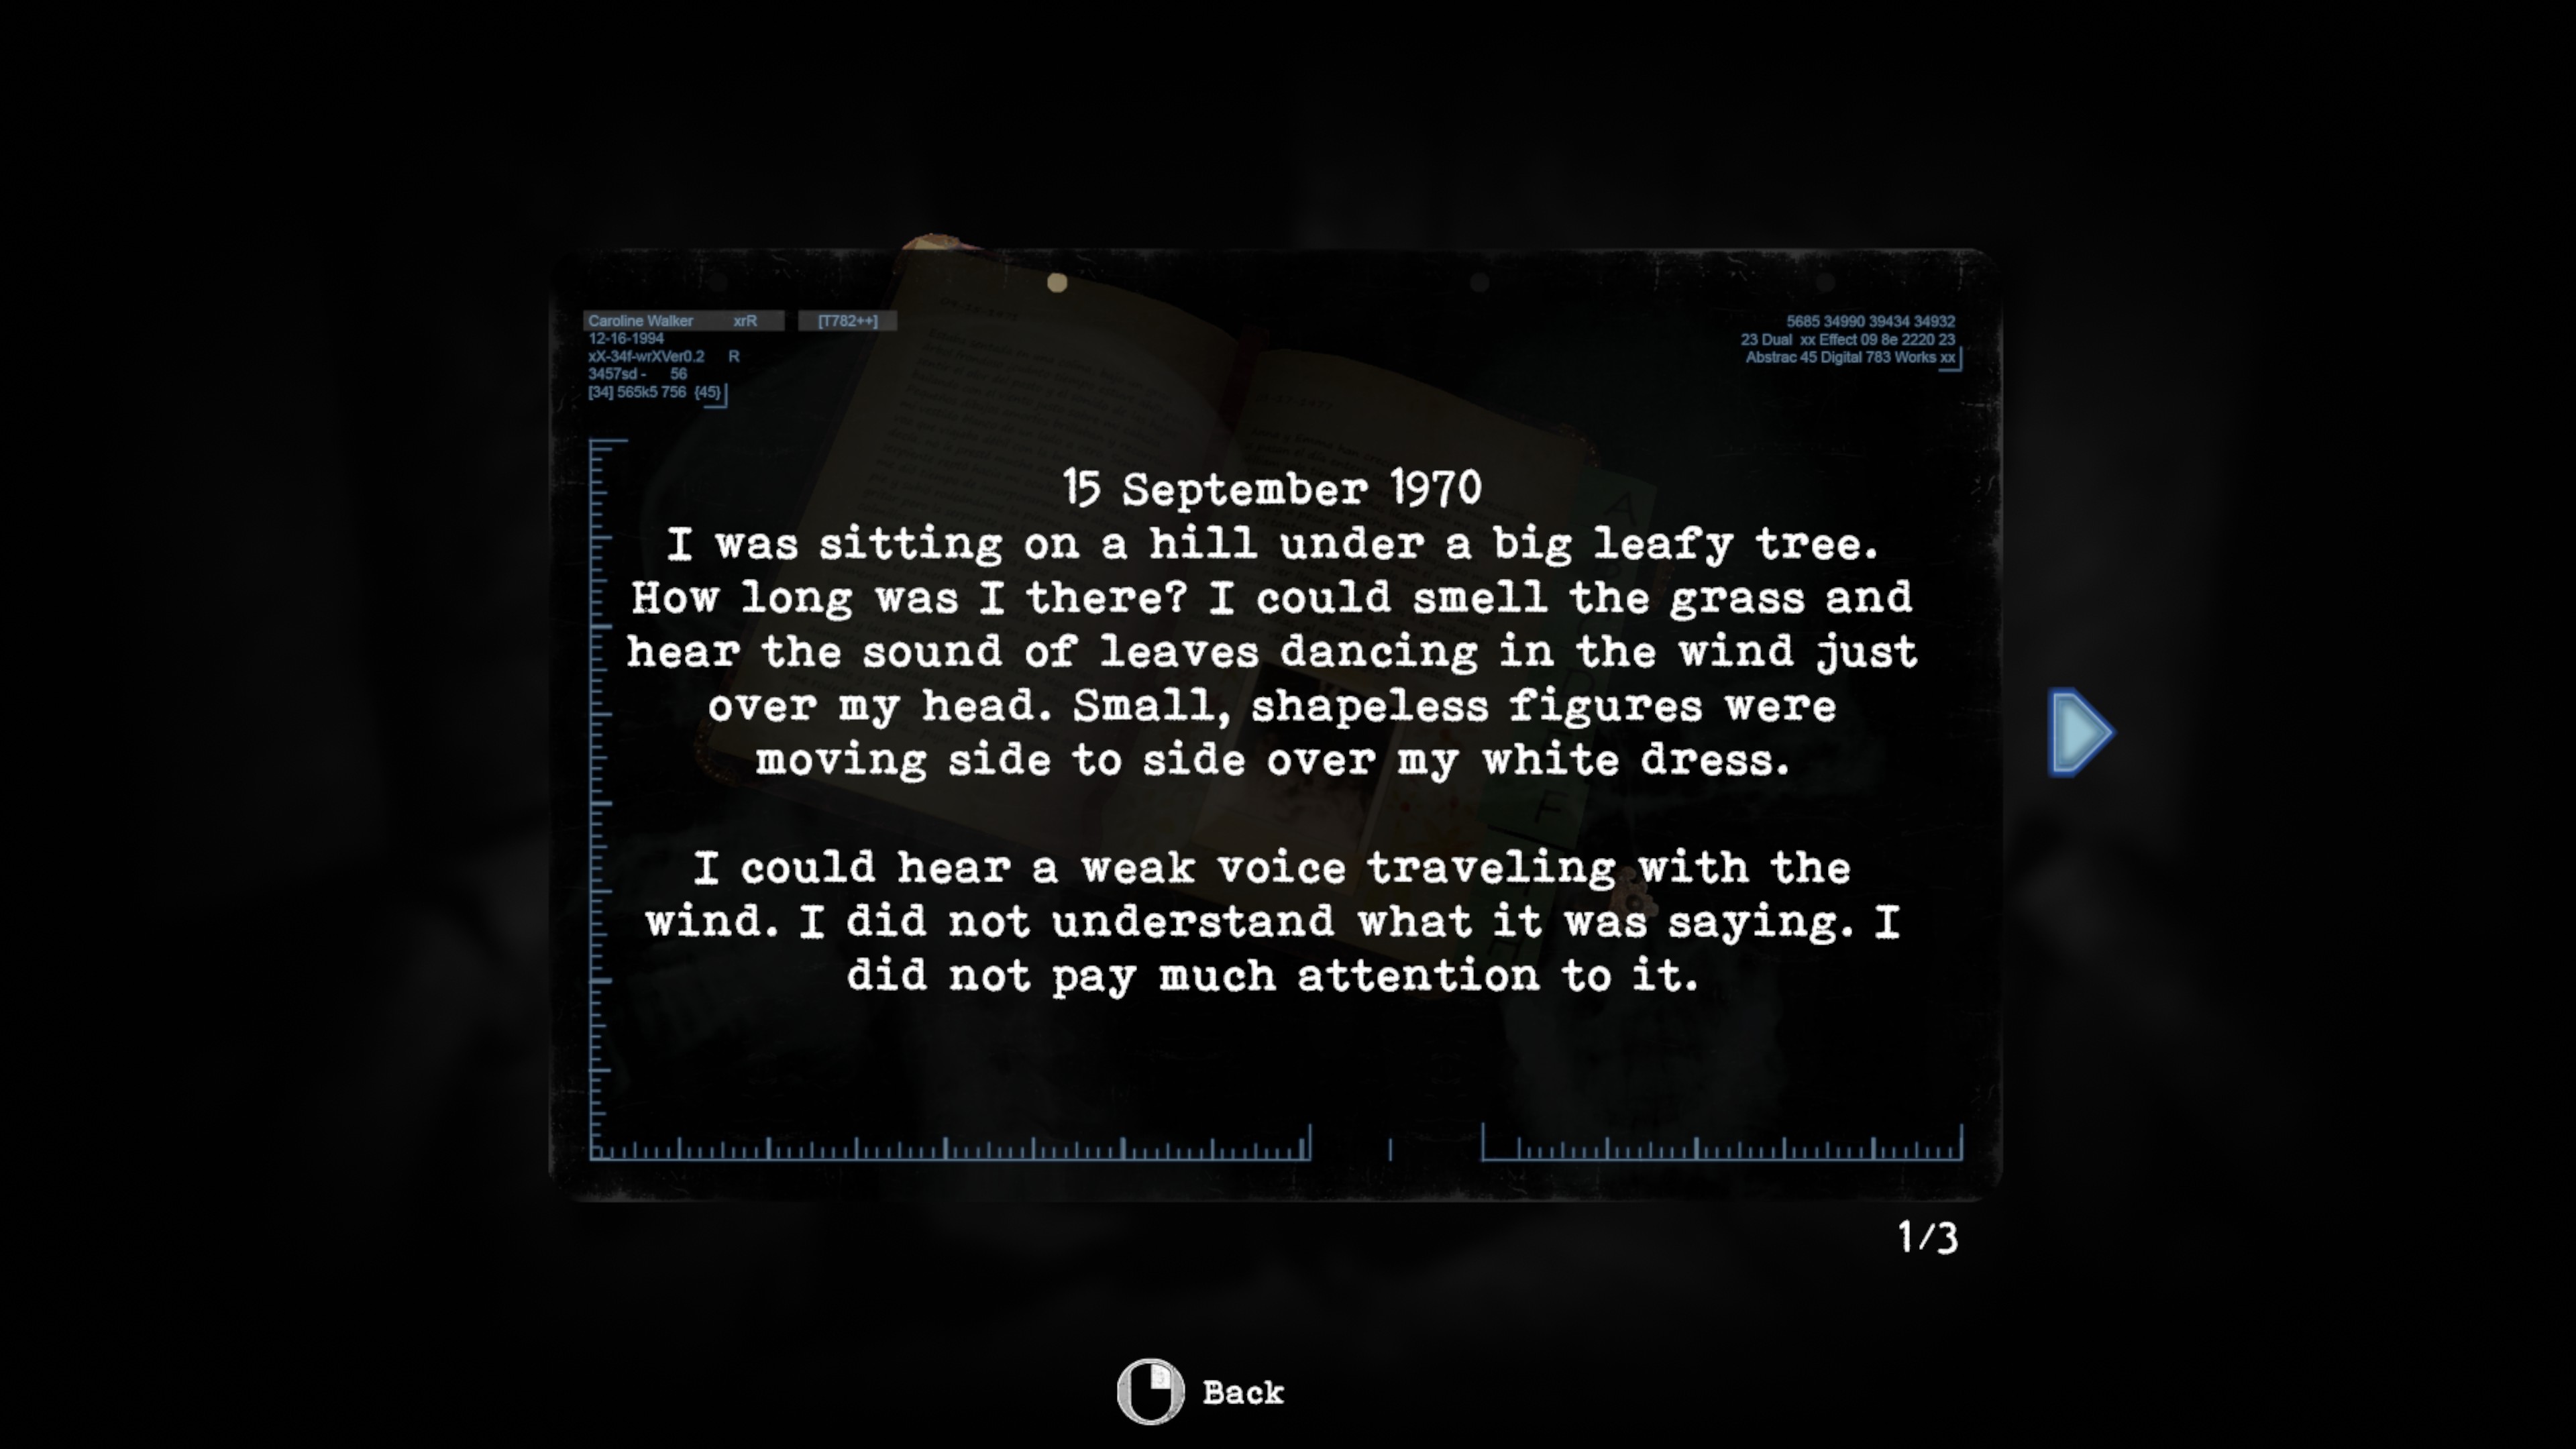 Caroline Walker xrR [T782++]
12-16-1994
xX-34f-wrXVer0.2 R
3457sd - 56
[34] 565k5 756 {45}
5685 34990 39434 34932
23 Dual xx Effect 09 8e 2220 23
Abstrac 45 Digital 783 Works xx
15 September 1970
I was sitting on a hill under a big leafy tree.
How long was I there? I could smell the grass and
hear the sound of leaves dancing in the wind just
over my head. Small, shapeless figures were
moving side to side over my white dress.
I could hear a weak voice traveling with the
wind. I did not understand what it was saying. I
did not pay much attention to it.
1/3
Back